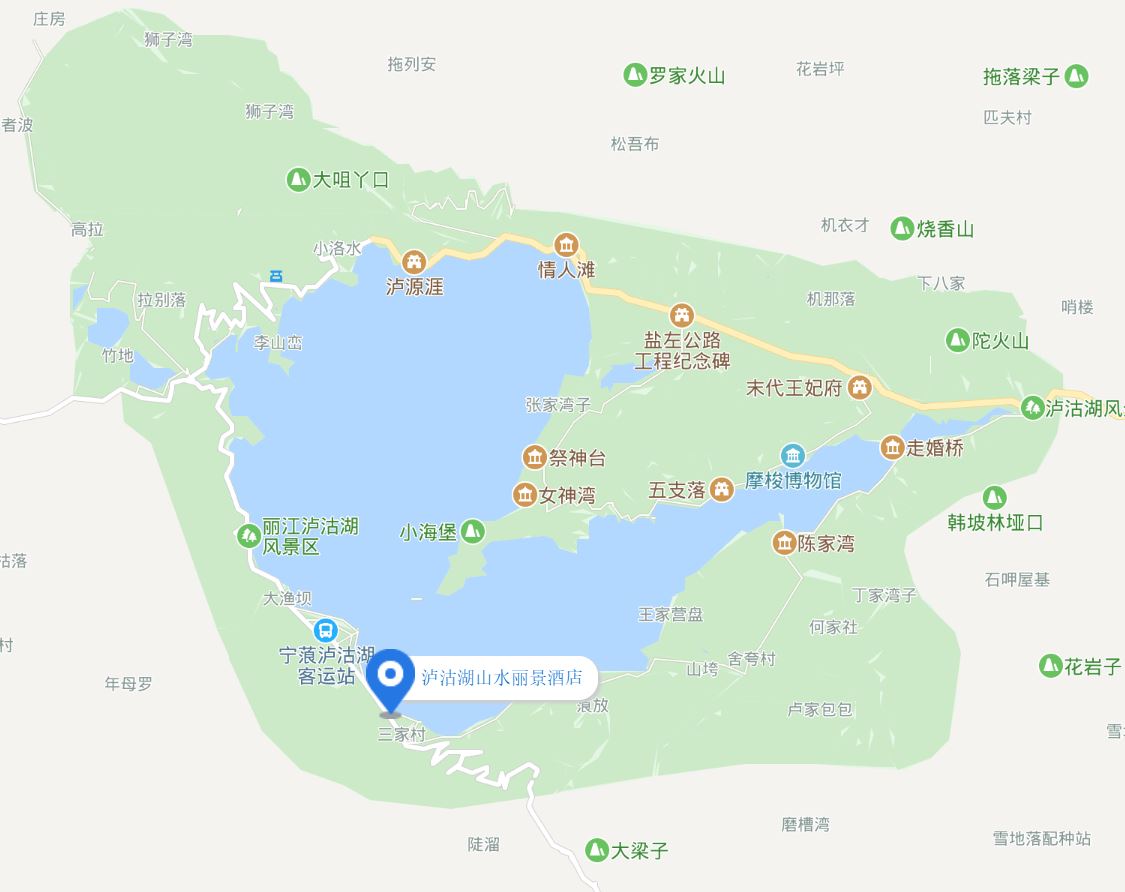 庄房
狮子湾
拖列安
罗家火山
花岩坪
拖落梁子
狮子湾
匹夫村
者波
松吾布
大咀丫口
高拉
机衣才
烧香山
小洛水
情人滩
泸源涯
下八家
拉别落
机那落
哨楼
李山峦
盐左公路
工程纪念碑
陀火山
竹地
末代王妃府
张家湾子
泸沽湖风
走婚桥
祭神台
摩梭博物馆
女神湾
五支落
韩坡林垭口
丽江泸沽湖
风景区
小海堡
陈家湾
沽落
石呷屋基
大渔坝
丁家湾子
王家营盘
何家社
村
宁蒗泸沽湖
客运站
舍夸村
山垮
花岩子
泸沽湖山水丽景酒店
年母罗
蒗放
卢家包包
三家村
雪
磨槽湾
陡溜
大梁子
雪地落配种站